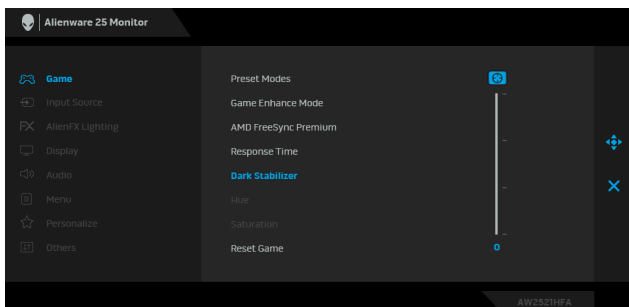 Alienware 25 Monitor
Game
Input Source
AlienFX Lighting
Display
Audio
Menu
Personalize
Others
Preset Modes
Game Enhance Mode
AMD FreeSync Premium
Response Time
Dark Stabilizer
Hue
Saturation
Reset Game
0
AW2521HFA